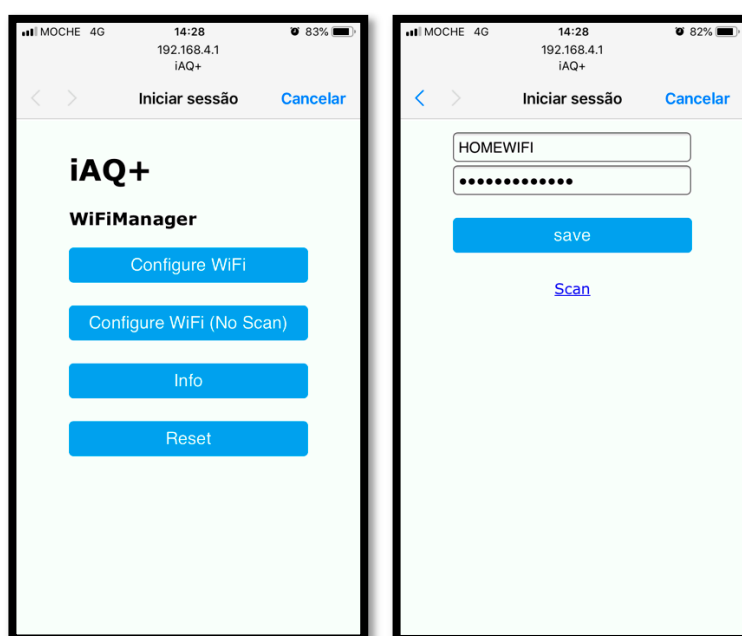 MOCHE 4G 14:28 83%
192.168.4.1
iAQ+
Iniciar sessão Cancelar
iAQ+
WiFiManager
Configure WiFi
Configure WiFi (No Scan)
Info
Reset
MOCHE 4G 14:28 82%
192.168.4.1
iAQ+
Iniciar sessão Cancelar
HOMEWIFI
•••••••••••••
save
Scan